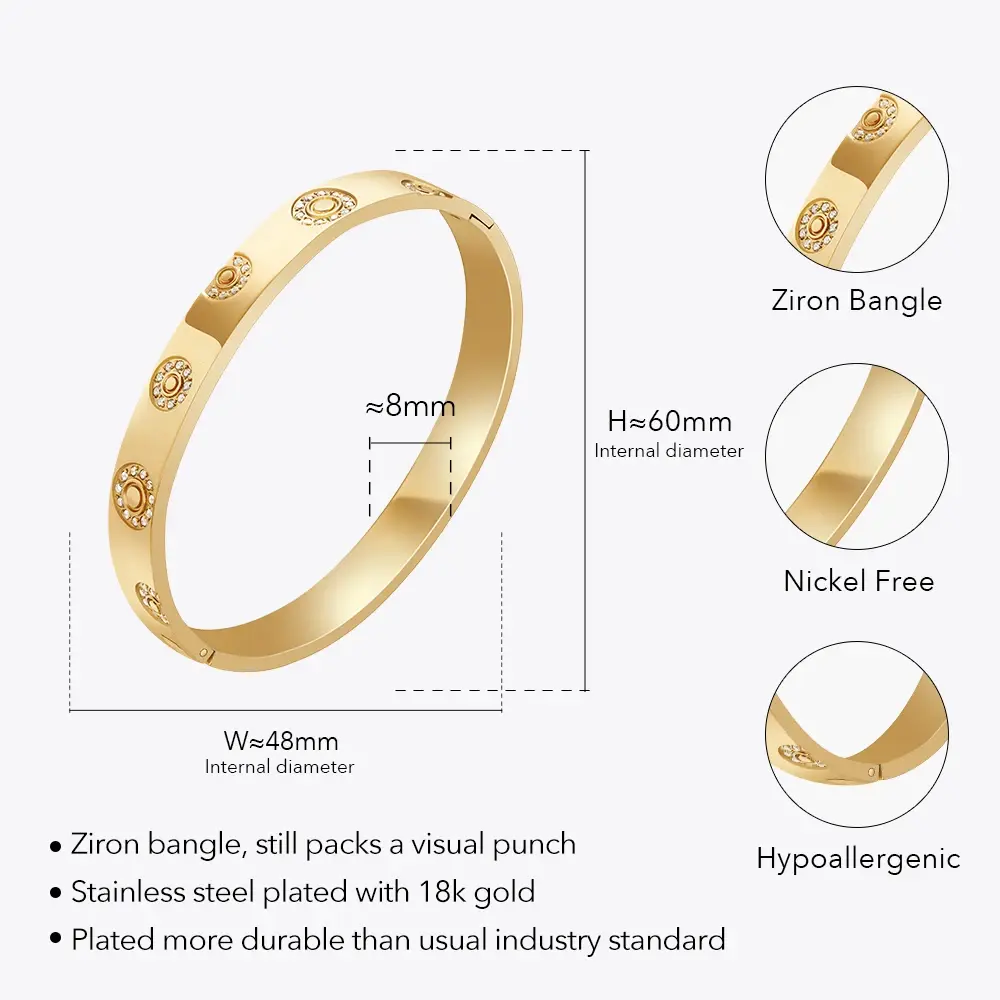 Ziron Bangle
≈8mm
H≈60mm
Internal diameter
Nickel Free
W≈48mm
Internal diameter
Hypoallergenic
• Ziron bangle, still packs a visual punch
• Stainless steel plated with 18k gold
• Plated more durable than usual industry standard